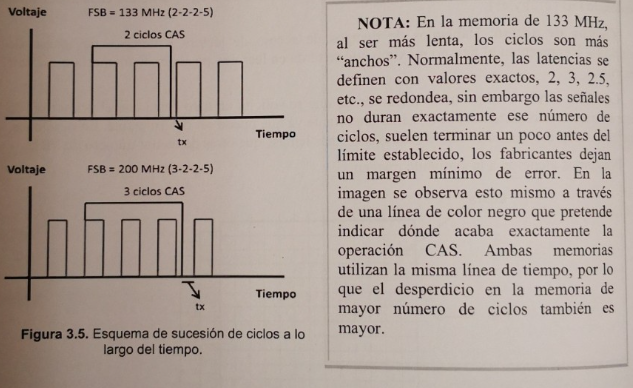 Voltaje FSB = 133 MHz (2-2-2-5)
2 ciclos CAS
tx
Tiempo
Voltaje FSB = 200 MHz (3-2-2-5)
3 ciclos CAS
tx
Tiempo
Figura 3.5. Esquema de sucesión de ciclos a lo
largo del tiempo.
NOTA: En la memoria de 133 MHz,
al ser más lenta, los ciclos son más
“anchos”. Normalmente, las latencias se
definen con valores exactos, 2, 3, 2.5,
etc., se redondea, sin embargo las señales
no duran exactamente ese número de
ciclos, suelen terminar un poco antes del
límite establecido, los fabricantes dejan
un margen mínimo de error. En la
imagen se observa esto mismo a través
de una línea de color negro que pretende
indicar dónde acaba exactamente la
operación CAS. Ambas memorias
utilizan la misma línea de tiempo, por lo
que el desperdicio en la memoria de
mayor número de ciclos también es
mayor.